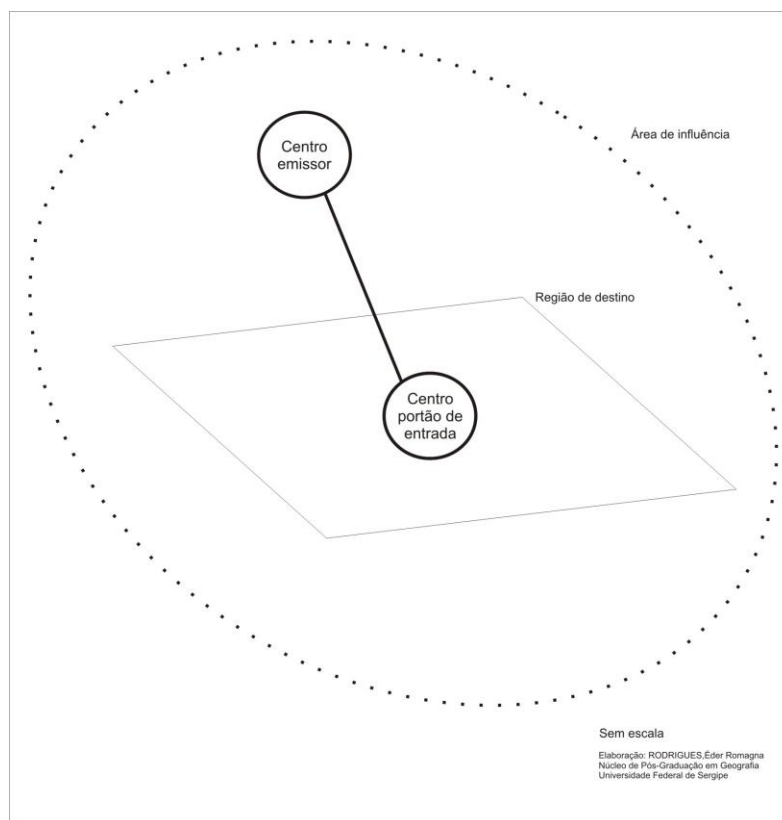 Área de influência
Centro
emissor
Região de destino
Centro
portão de
entrada
Sem escala
Elaboração: RODRIGUES,Éder Romagna
Núcleo de Pós-Graduação em Geografia
Universidade Federal de Sergipe